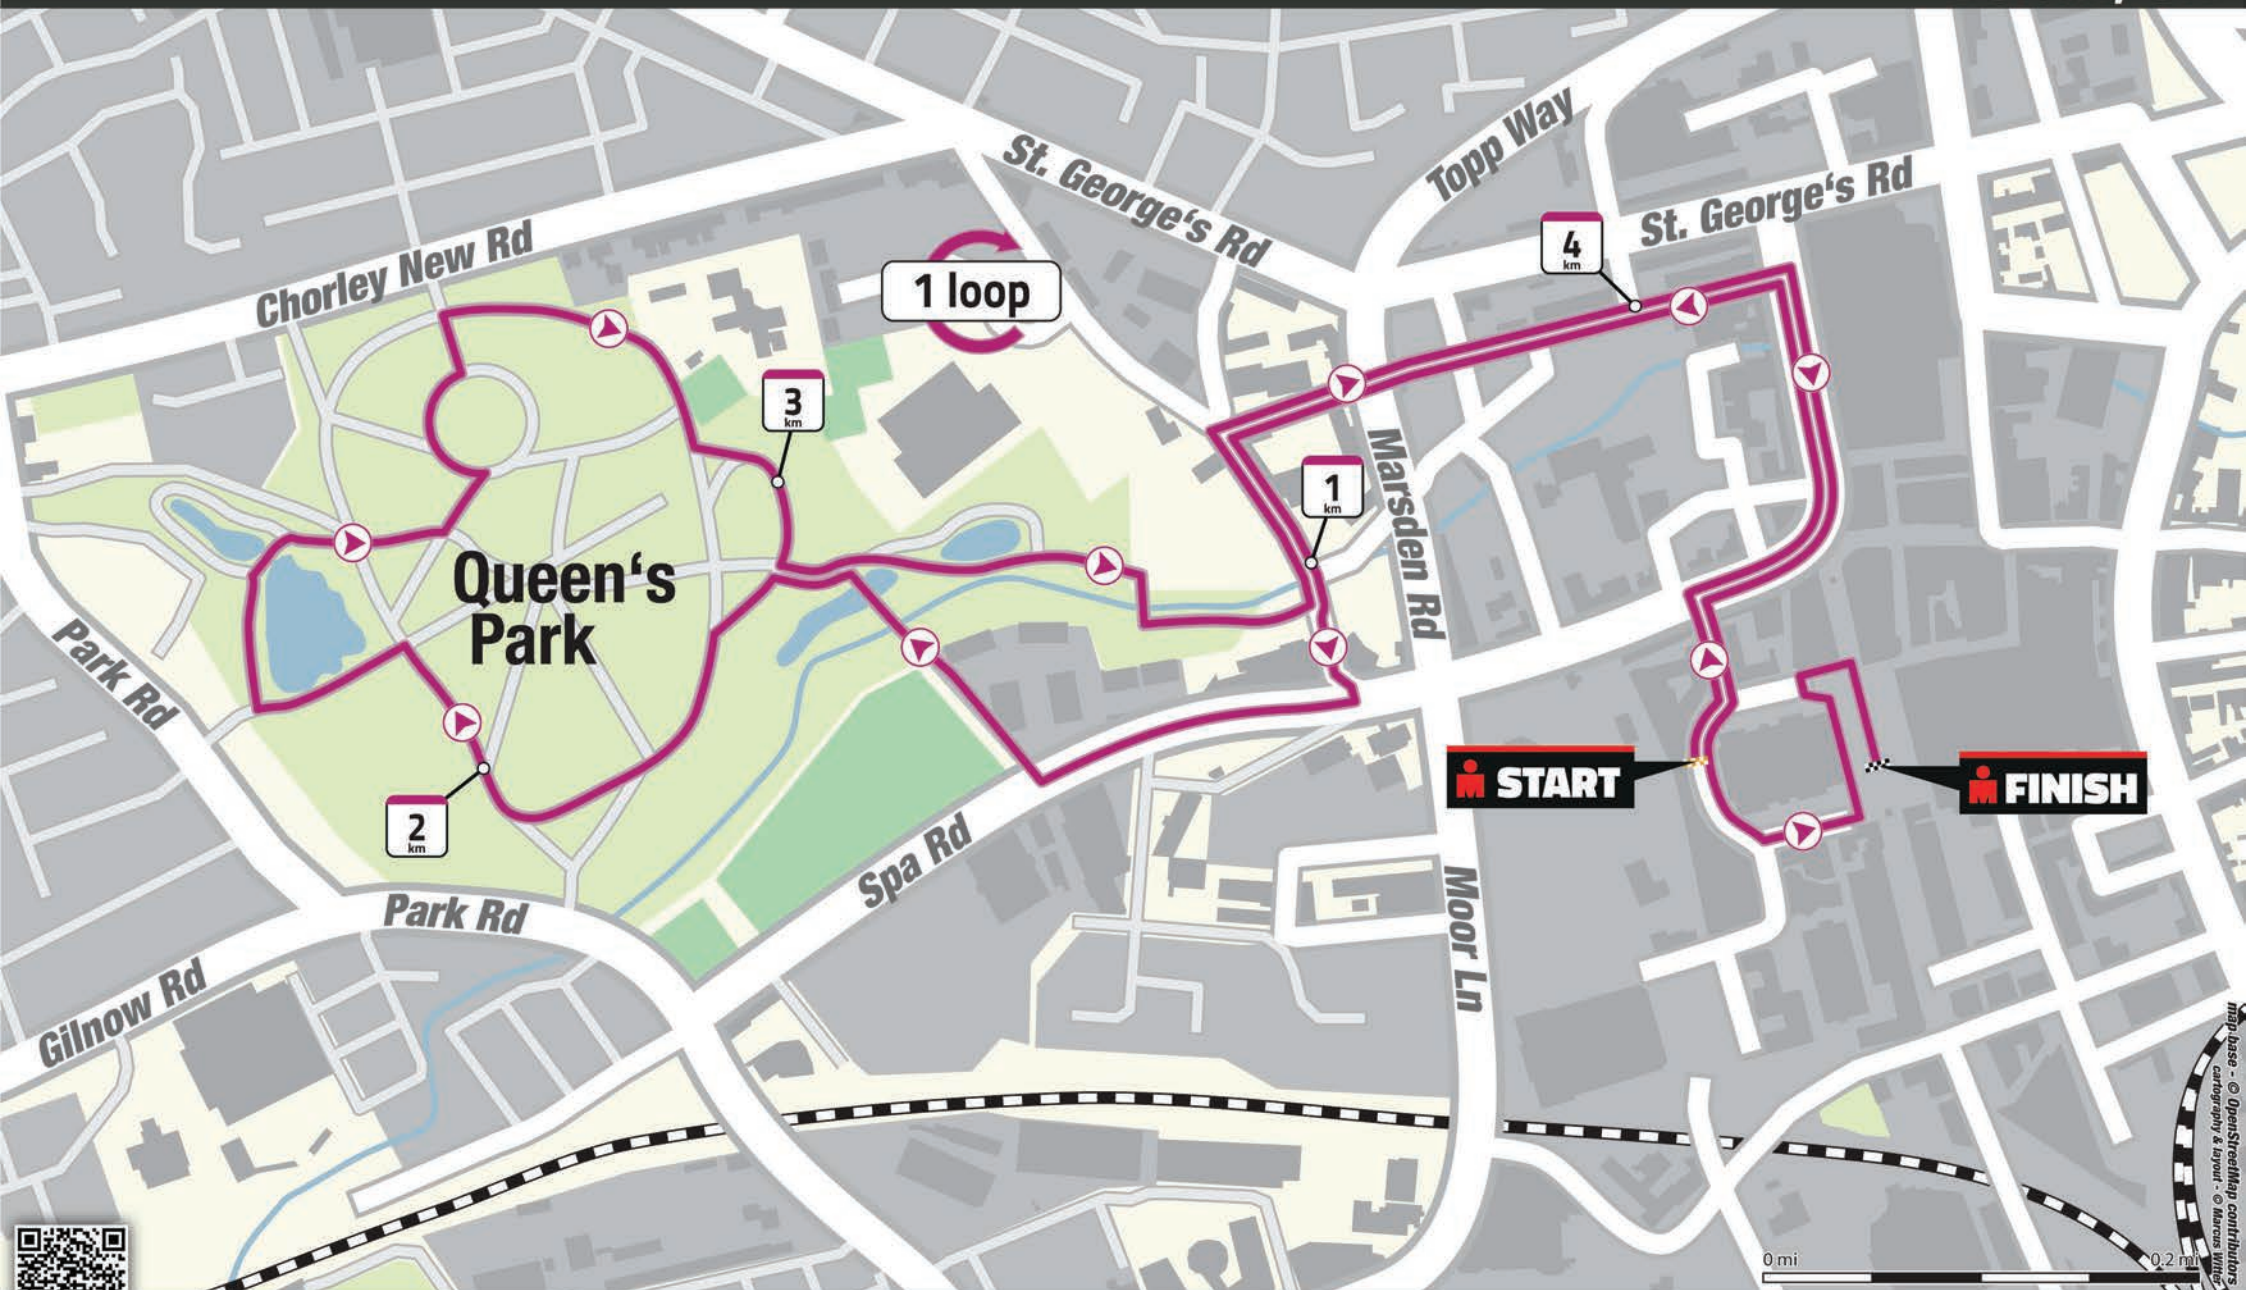 St. George's Rd
Topp Way
St. George's Rd
4
km
Chorley New Rd
1 loop
3
km
Marsden Rd
1
km
Queen's
Park
Park Rd
START
FINISH
2
km
Spa Rd
Park Rd
Moor Ln
Gilnow Rd
0 mi
0.2 mi
map base - © OpenStreetMap contributors
cartography & layout - © Marcus Witter